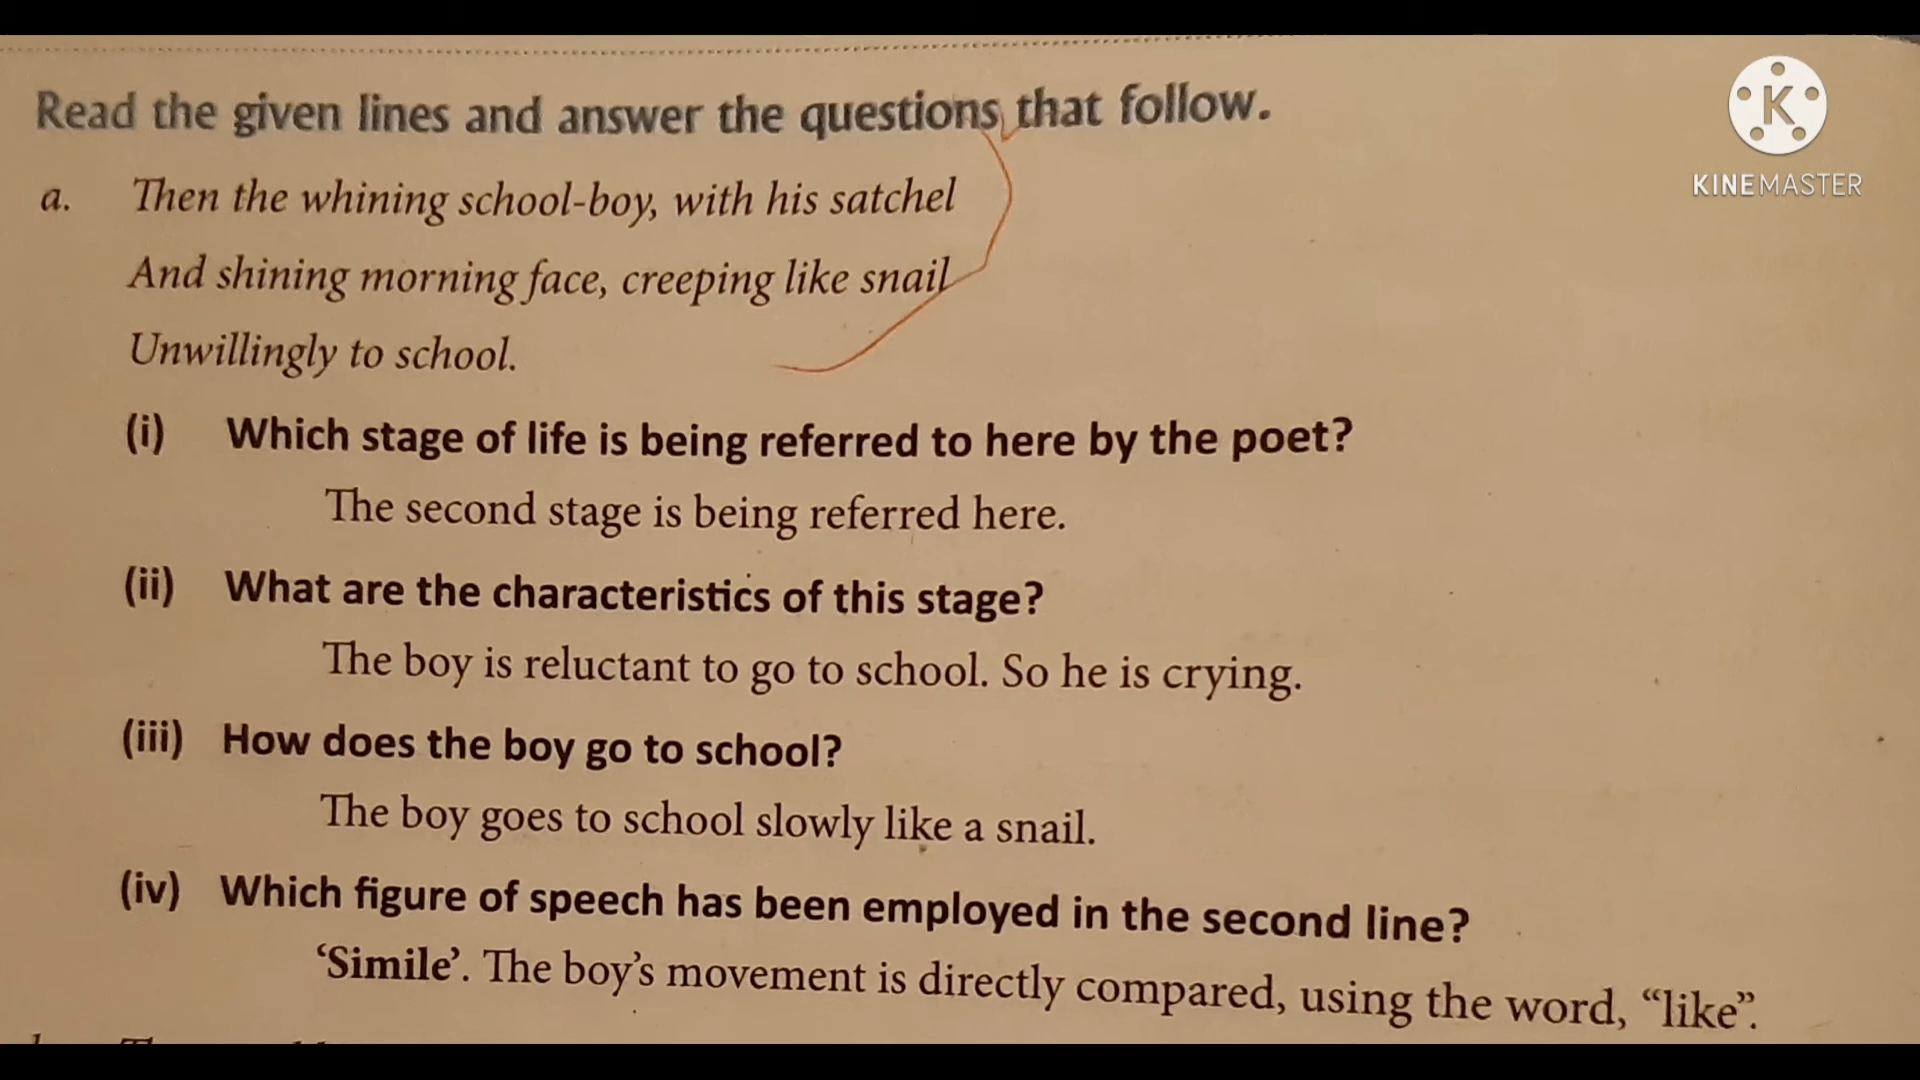 Read the given lines and answer the questions that follow.
K
KINEMASTER
a. Then the whining school-boy, with his satchel
And shining morning face, creeping like snail
Unwillingly to school.
(i) Which stage of life is being referred to here by the poet?
The second stage is being referred here.
(ii) What are the characteristics of this stage?
The boy is reluctant to go to school. So he is crying.
(iii) How does the boy go to school?
The boy goes to school slowly like a snail.
(iv) Which figure of speech has been employed in the second line?
‘Simile’. The boy’s movement is directly compared, using the word, “like”.